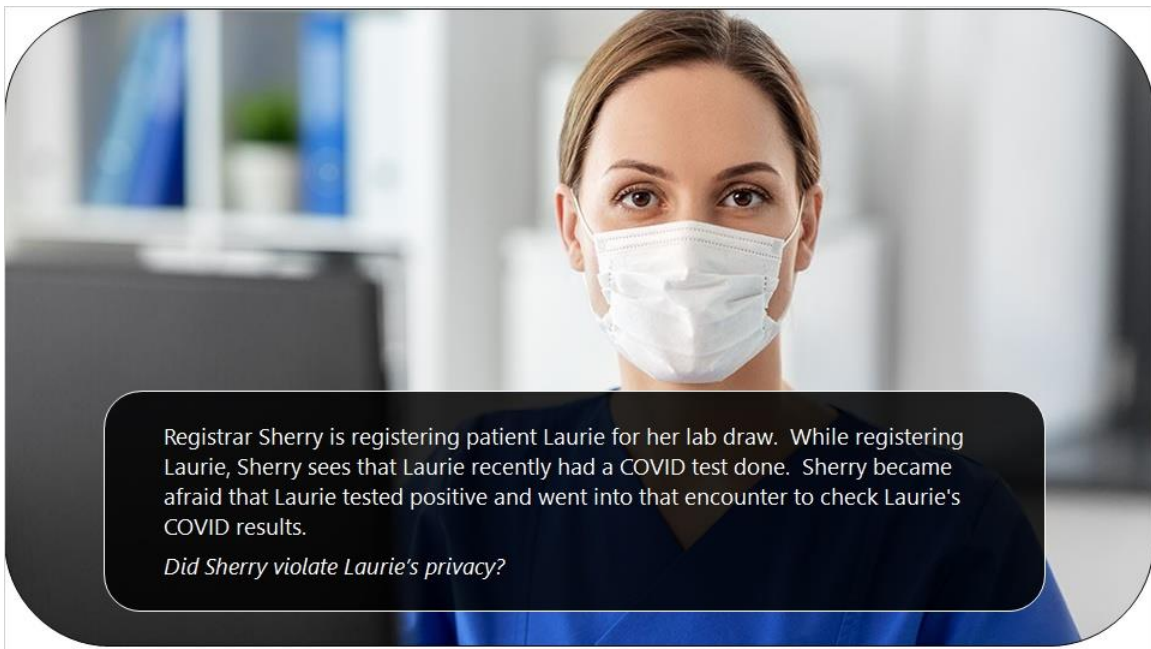 Registrar Sherry is registering patient Laurie for her lab draw.  While registering
Laurie, Sherry sees that Laurie recently had a COVID test done.  Sherry became
afraid that Laurie tested positive and went into that encounter to check Laurie's
COVID results.
Did Sherry violate Laurie’s privacy?